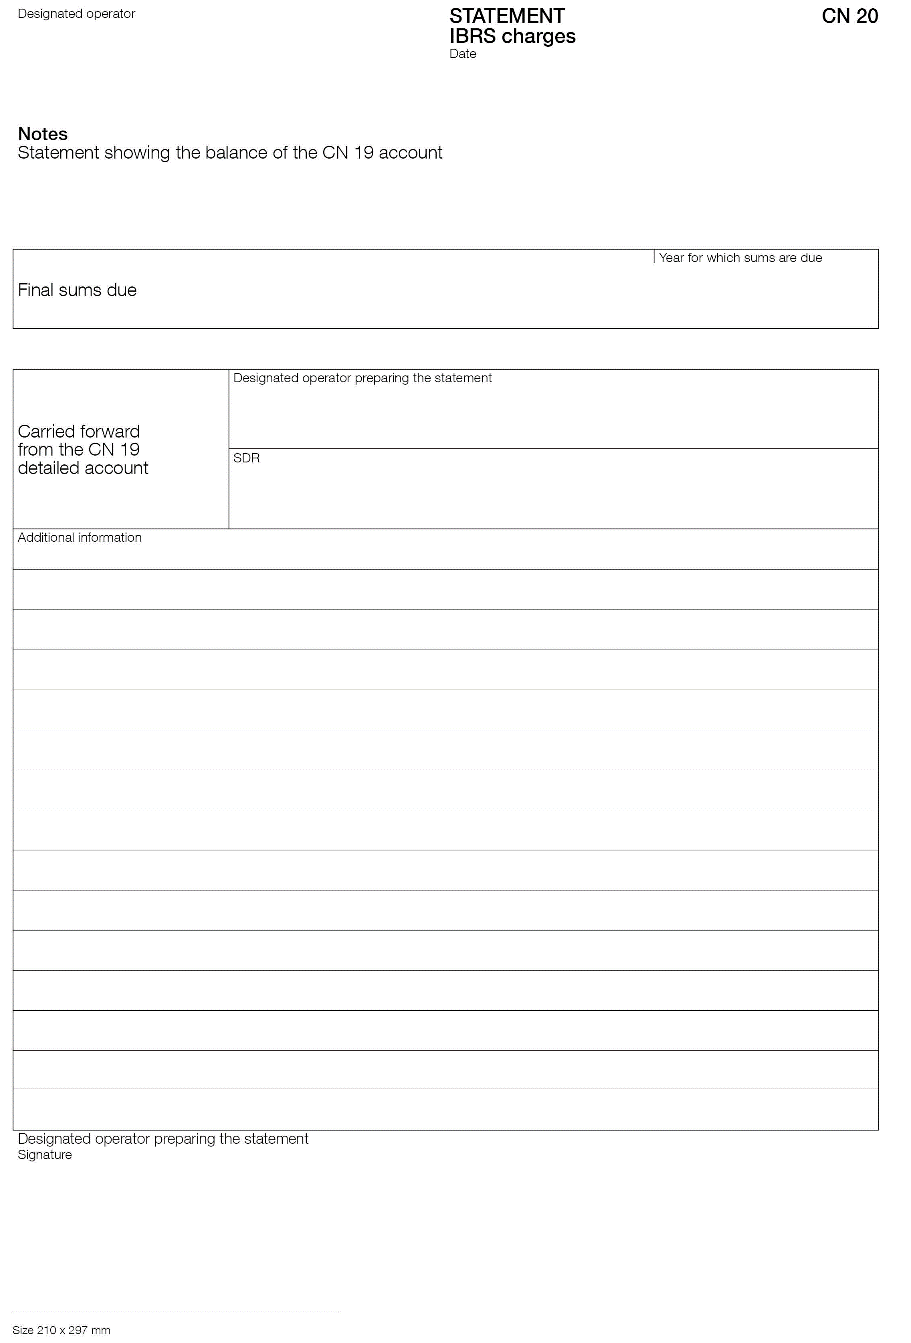 Designated operator
STATEMENT
IBRS charges
Date
CN 20
Notes
Statement showing the balance of the CN 19 account
Year for which sums are due
Final sums due
Designated operator preparing the statement
Carried forward
from the CN 19
detailed account
SDR
Additional information
Designated operator preparing the statement
Signature
Size 210 x 297 mm